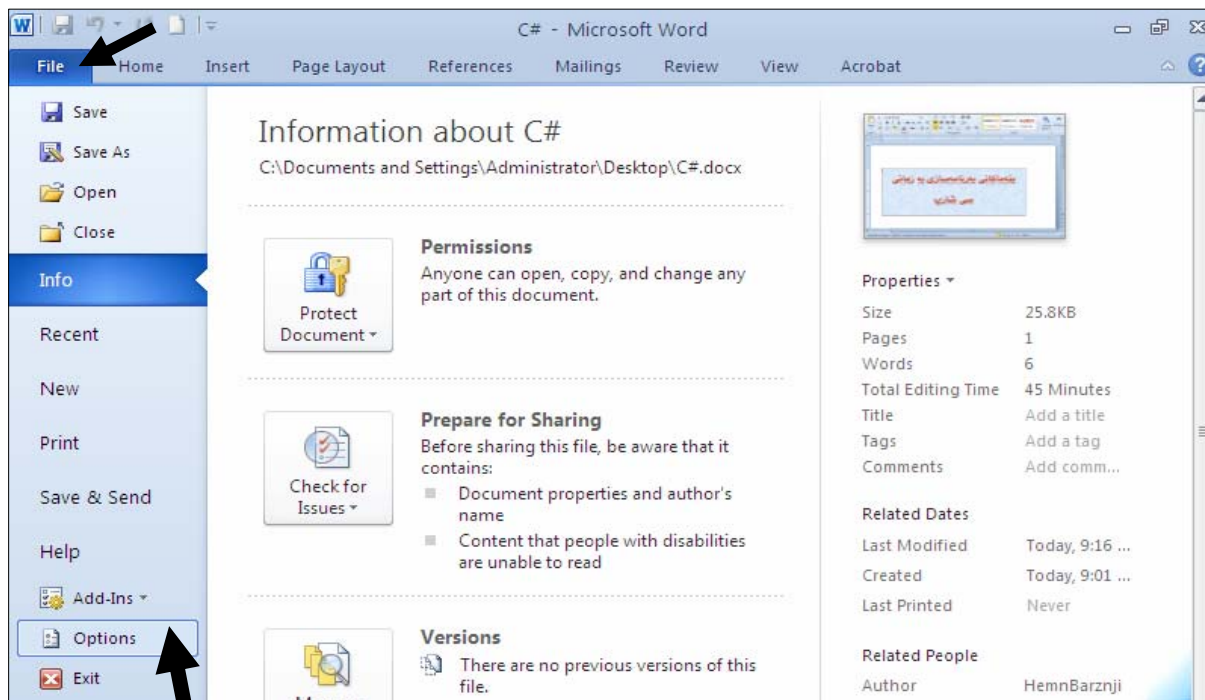 C# - Microsoft Word
File Home Insert Page Layout References Mailings Review View Acrobat
Save
Save As
Open
Close
Info
Recent
New
Print
Save & Send
Help
Add-Ins
Options
Exit
Information about C#
C:\Documents and Settings\Administrator\Desktop\C#.docx
Protect
Document
Permissions
Anyone can open, copy, and change any
part of this document.
Check for
Issues
Prepare for Sharing
Before sharing this file, be aware that it
contains:
Document properties and author's
name
Content that people with disabilities
are unable to read
Versions
There are no previous versions of this
file.
Properties
Size 25.8KB
Pages 1
Words 6
Total Editing Time 45 Minutes
Title Add a title
Tags Add a tag
Comments Add comm...
Related Dates
Last Modified Today, 9:16 ...
Created Today, 9:01 ...
Last Printed Never
Related People
Author HemnBarznji